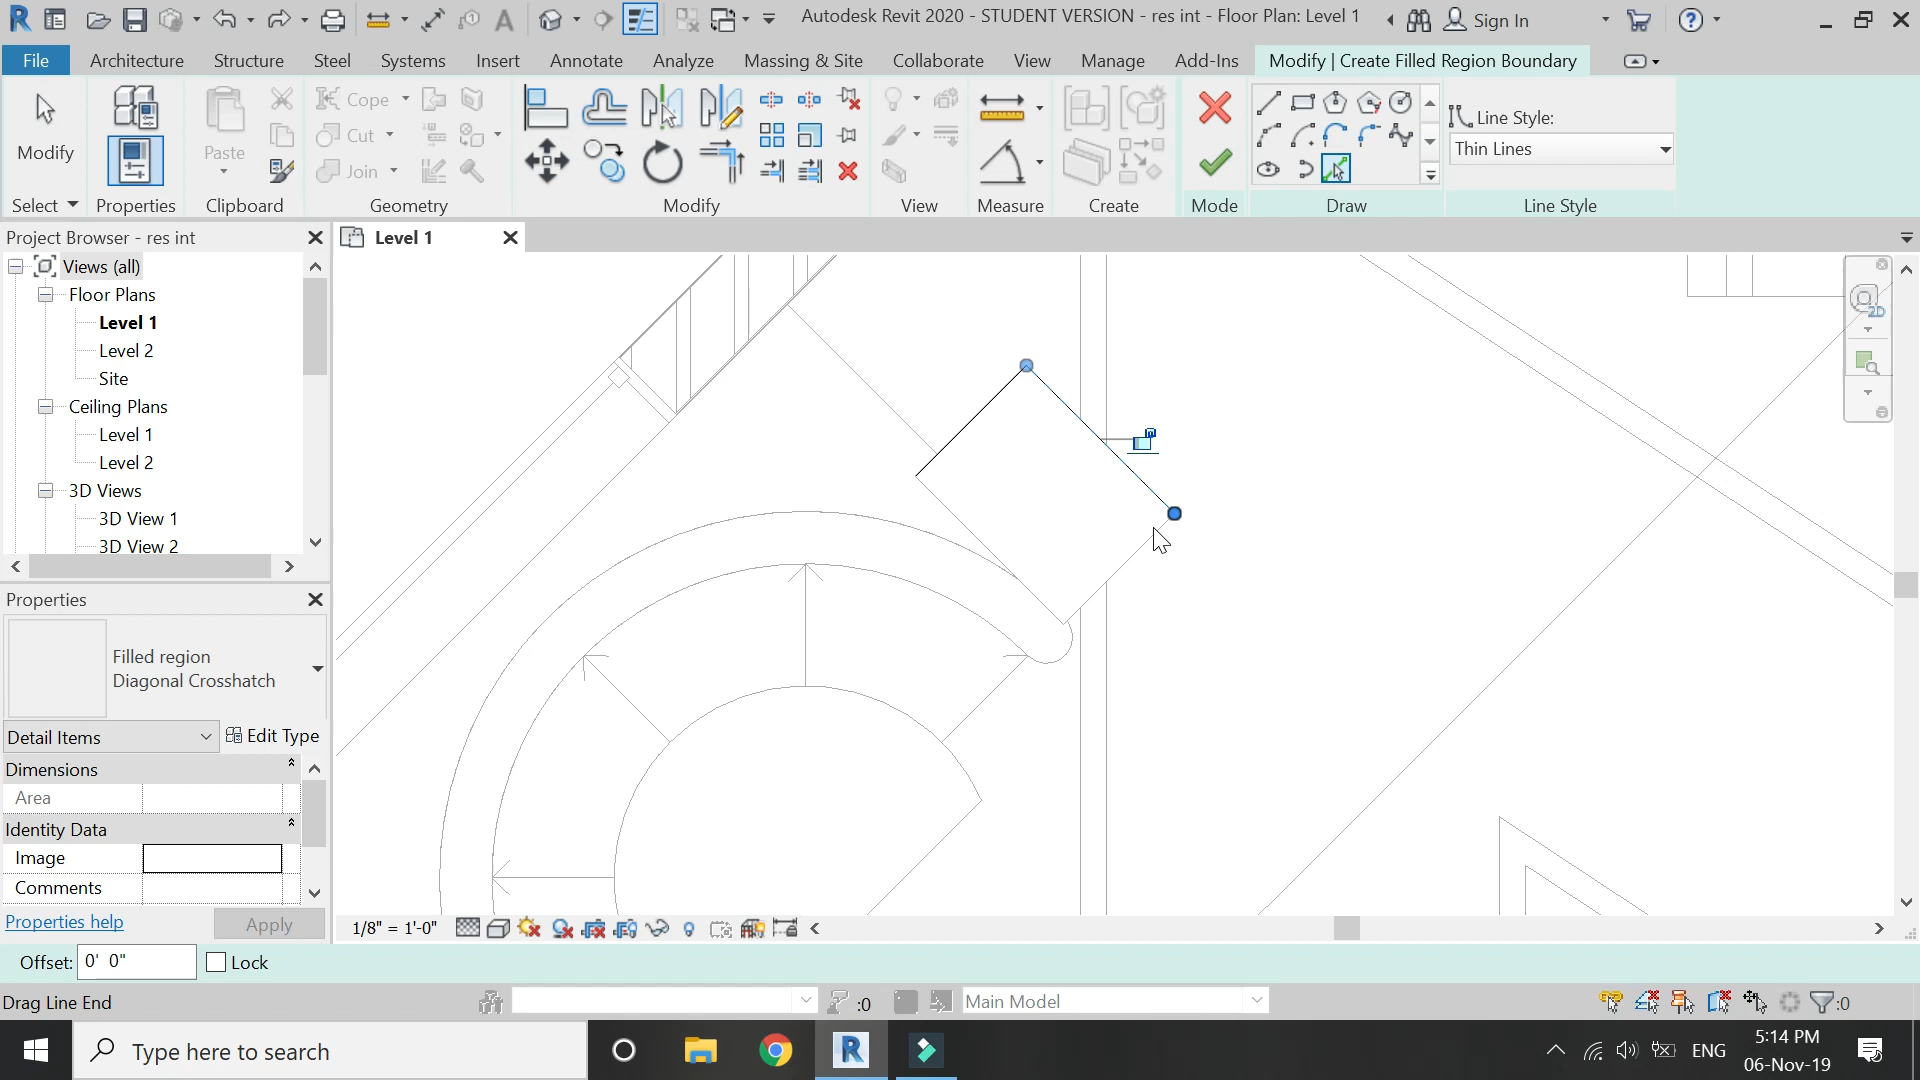 Autodesk Revit 2020 - STUDENT VERSION - res int - Floor Plan: Level 1
Sign In
File
Architecture
Structure
Steel
Systems
Insert
Annotate
Analyze
Massing & Site
Collaborate
View
Manage
Add-Ins
Modify | Create Filled Region Boundary
Modify
Paste
Cope
Cut
Join
Line Style:
Thin Lines
Select
Properties
Clipboard
Geometry
Modify
View
Measure
Create
Mode
Draw
Line Style
Project Browser - res int
Level 1
Views (all)
Floor Plans
Level 1
Level 2
Site
Ceiling Plans
Level 1
Level 2
3D Views
3D View 1
3D View 2
2D
Properties
Filled region
Diagonal Crosshatch
Detail Items
Edit Type
Dimensions
Area
Identity Data
Image
Comments
Properties help
Apply
1/8" = 1'-0"
Offset:
0'  0"
Lock
Drag Line End
:0
Main Model
:0
Type here to search
ENG
5:14 PM
06-Nov-19